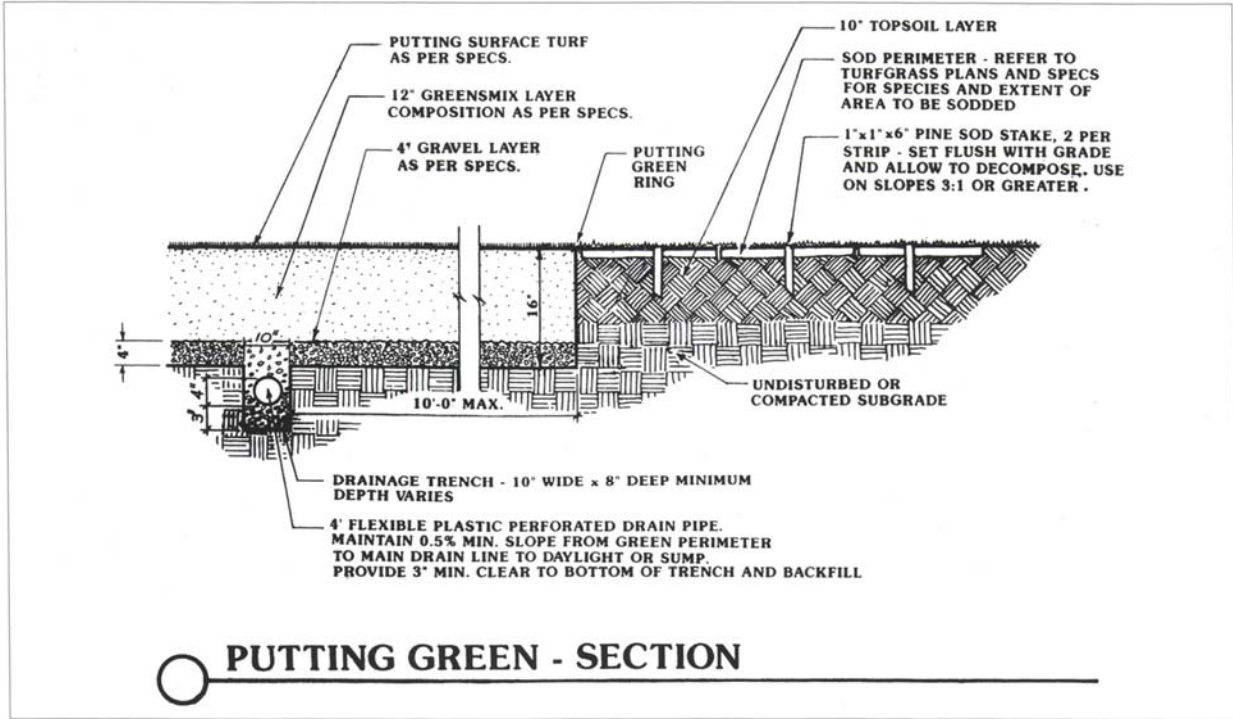 PUTTING SURFACE TURF
AS PER SPECS.
12" GREENSMIX LAYER
COMPOSITION AS PER SPECS.
4" GRAVEL LAYER
AS PER SPECS.
PUTTING
GREEN
RING
10" TOPSOIL LAYER
SOD PERIMETER - REFER TO
TURFGRASS PLANS AND SPECS
FOR SPECIES AND EXTENT OF
AREA TO BE SODDED
1"x1"x6" PINE SOD STAKE, 2 PER
STRIP - SET FLUSH WITH GRADE
AND ALLOW TO DECOMPOSE. USE
ON SLOPES 3:1 OR GREATER.
16"
10"
4"
4"
3"
10'-0" MAX.
UNDISTURBED OR
COMPACTED SUBGRADE
DRAINAGE TRENCH - 10" WIDE x 8" DEEP MINIMUM
DEPTH VARIES
4' FLEXIBLE PLASTIC PERFORATED DRAIN PIPE.
MAINTAIN 0.5% MIN. SLOPE FROM GREEN PERIMETER
TO MAIN DRAIN LINE TO DAYLIGHT OR SUMP.
PROVIDE 3" MIN. CLEAR TO BOTTOM OF TRENCH AND BACKFILL
PUTTING GREEN - SECTION